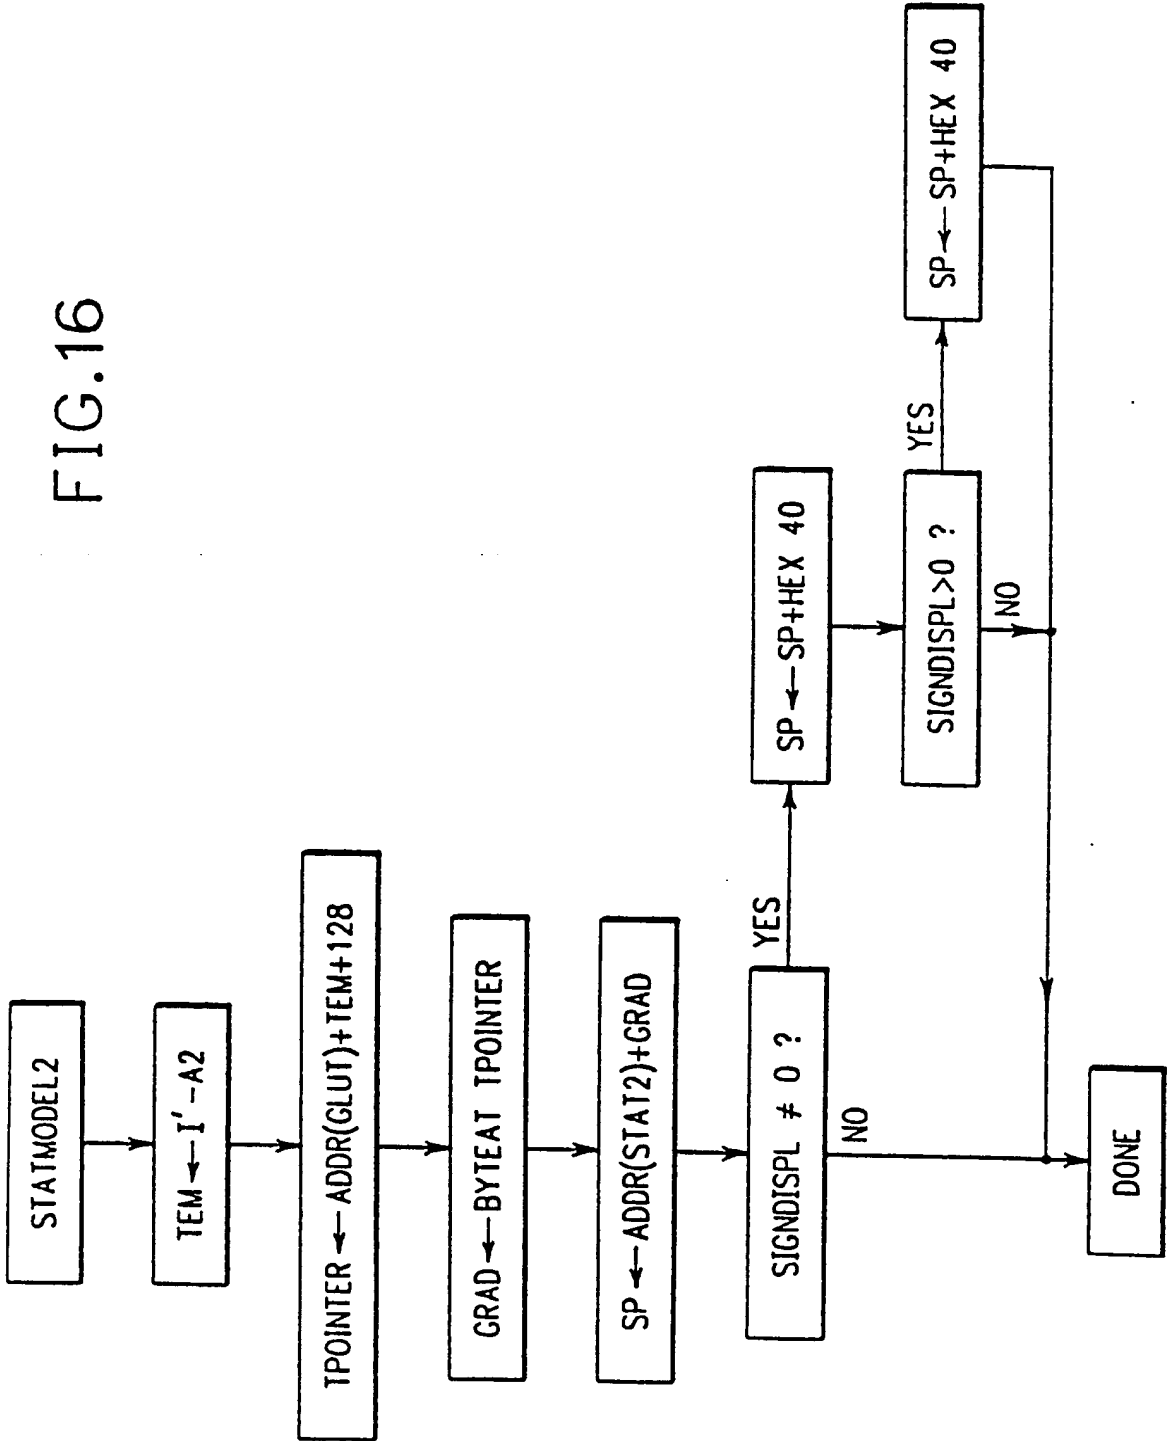 FIG.16
STATMODEL2
TEM ← I'-A2
TPOINTER ← ADDR(GLUT)+TEM+128
GRAD ← BYTEAT TPOINTER
SP ← ADDR(STAT2)+GRAD
SIGNDISPL ≠ 0 ?
YES
NO
SP ← SP+HEX 40
SIGNDISPL>0 ?
YES
NO
SP ← SP+HEX 40
DONE